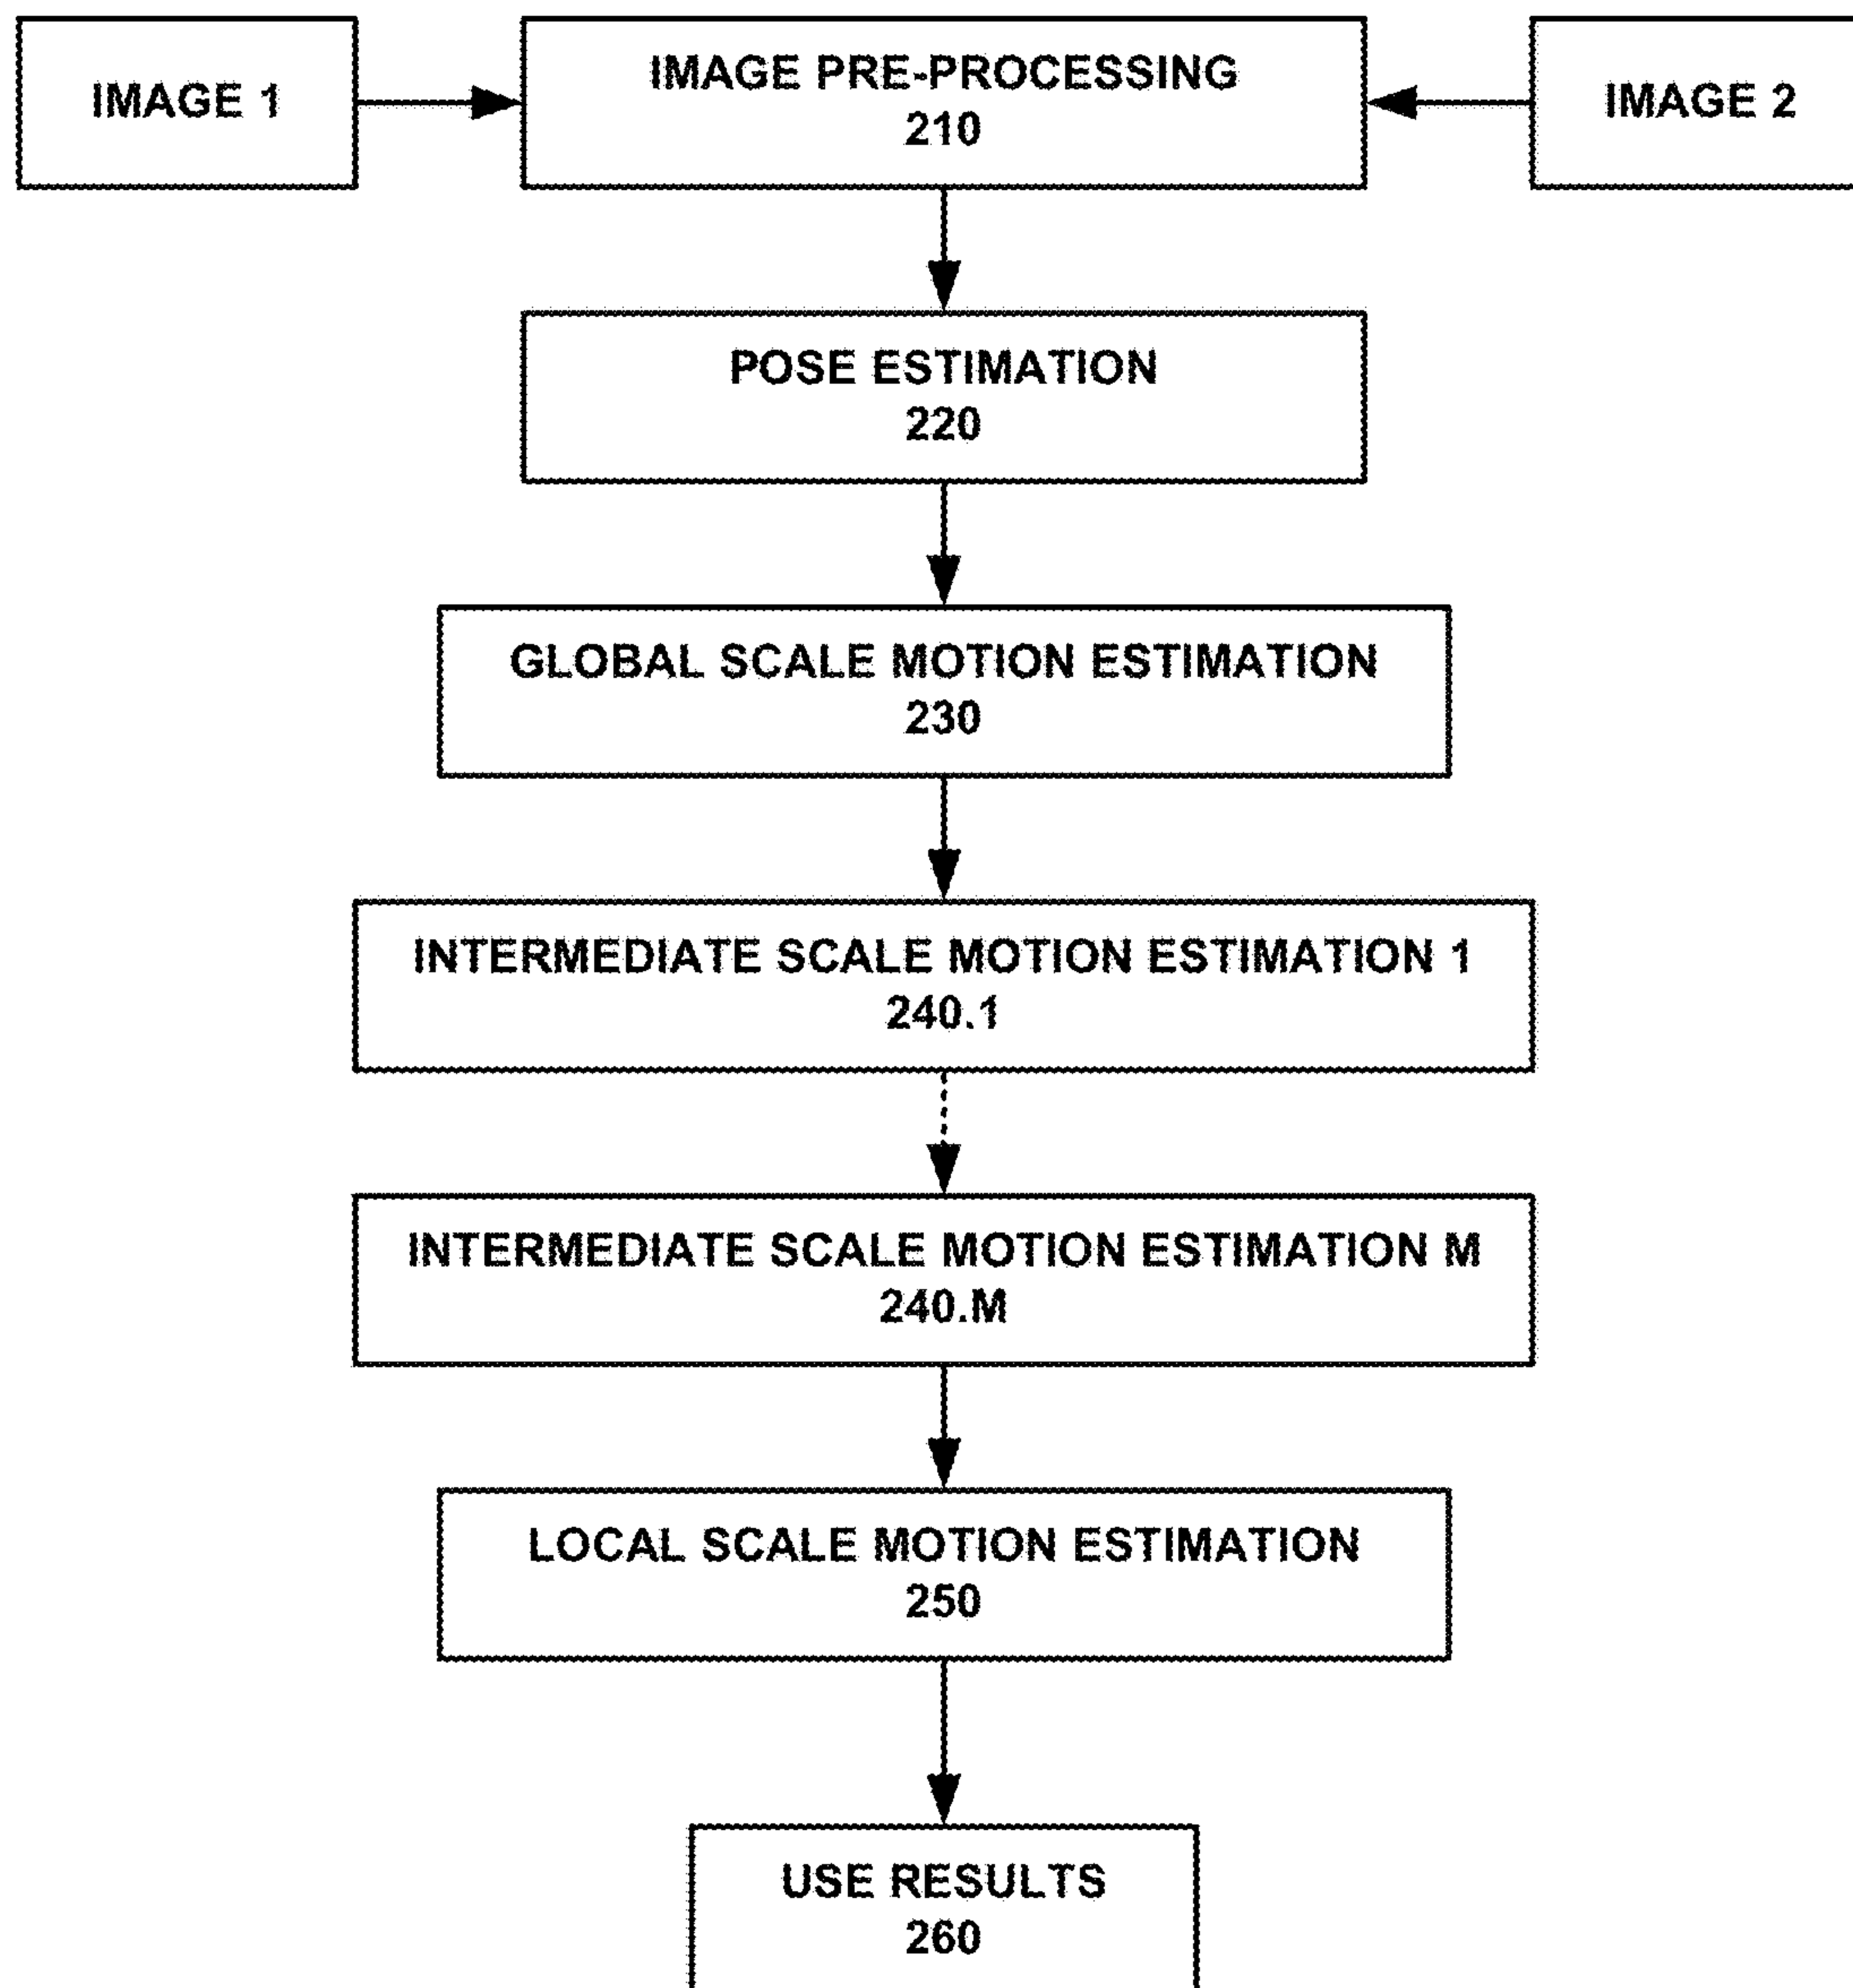 IMAGE 1
IMAGE PRE-PROCESSING
210
IMAGE 2
POSE ESTIMATION
220
GLOBAL SCALE MOTION ESTIMATION
230
INTERMEDIATE SCALE MOTION ESTIMATION 1
240.1
INTERMEDIATE SCALE MOTION ESTIMATION M
240.M
LOCAL SCALE MOTION ESTIMATION
250
USE RESULTS
260